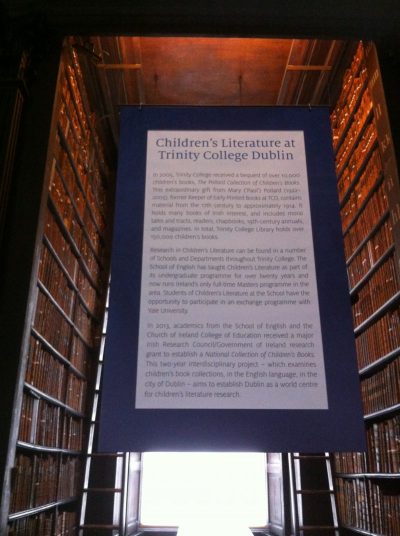 Children's Literature at
Trinity College Dublin
In 2005, Trinity College received a bequest of over 10,000
children's books, The Pollard Collection of Children's Books.
This extraordinary gift from Mary ('Paul') Pollard (1922-
2005), former Keeper of Early Printed Books at TCD, contains
material from the 17th century to approximately 1914. It
holds many books of Irish interest, and includes moral
tales and tracts, readers, chapbooks, 19th-century annuals,
and magazines. In total, Trinity College Library holds over
150,000 children's books.
Research in Children's Literature can be found in a number
of Schools and Departments throughout Trinity College. The
School of English has taught Children's Literature as part of
its undergraduate programme for over twenty years and
now runs Ireland's only full-time Masters programme in the
area. Students of Children's Literature at the School have the
opportunity to participate in an exchange programme with
Yale University.
In 2013, academics from the School of English and the
Church of Ireland College of Education received a major
Irish Research Council/Government of Ireland research
grant to establish a National Collection of Children's Books.
This two-year interdisciplinary project – which examines
children's book collections, in the English language, in the
city of Dublin – aims to establish Dublin as a world centre
for children's literature research.